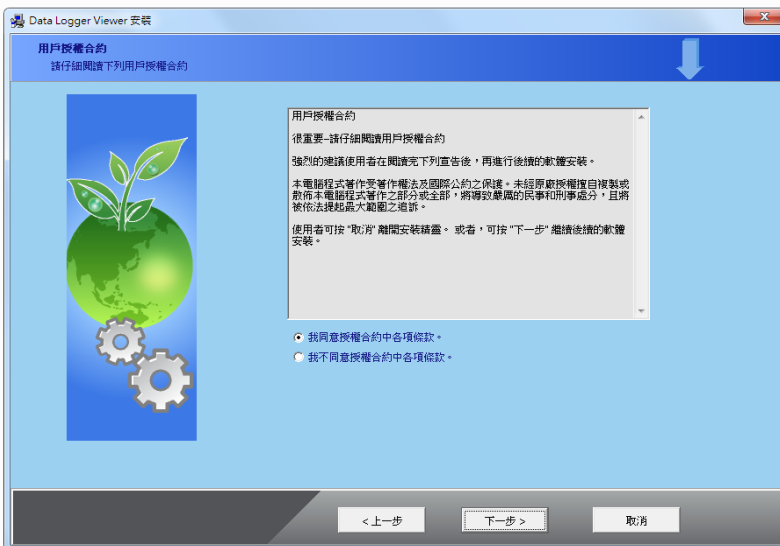 Data Logger Viewer 安裝
用戶授權合約
請仔細閱讀下列用戶授權合約
用戶授權合約
很重要–請仔細閱讀用戶授權合約
強烈的建議使用者在閱讀完下列宣告後，再進行後續的軟體安裝。
本電腦程式著作受著作權法及國際公約之保護。未經原廠授權擅自複製或
散佈本電腦程式著作之部分或全部，將導致嚴厲的民事和刑事處分，且將
被依法提起最大範圍之追訴。
使用者可按 "取消" 離開安裝精靈。 或者，可按 "下一步" 繼續後續的軟體
安裝。
我同意授權合約中各項條款。
我不同意授權合約中各項條款。
<上一步
下一步 >
取消